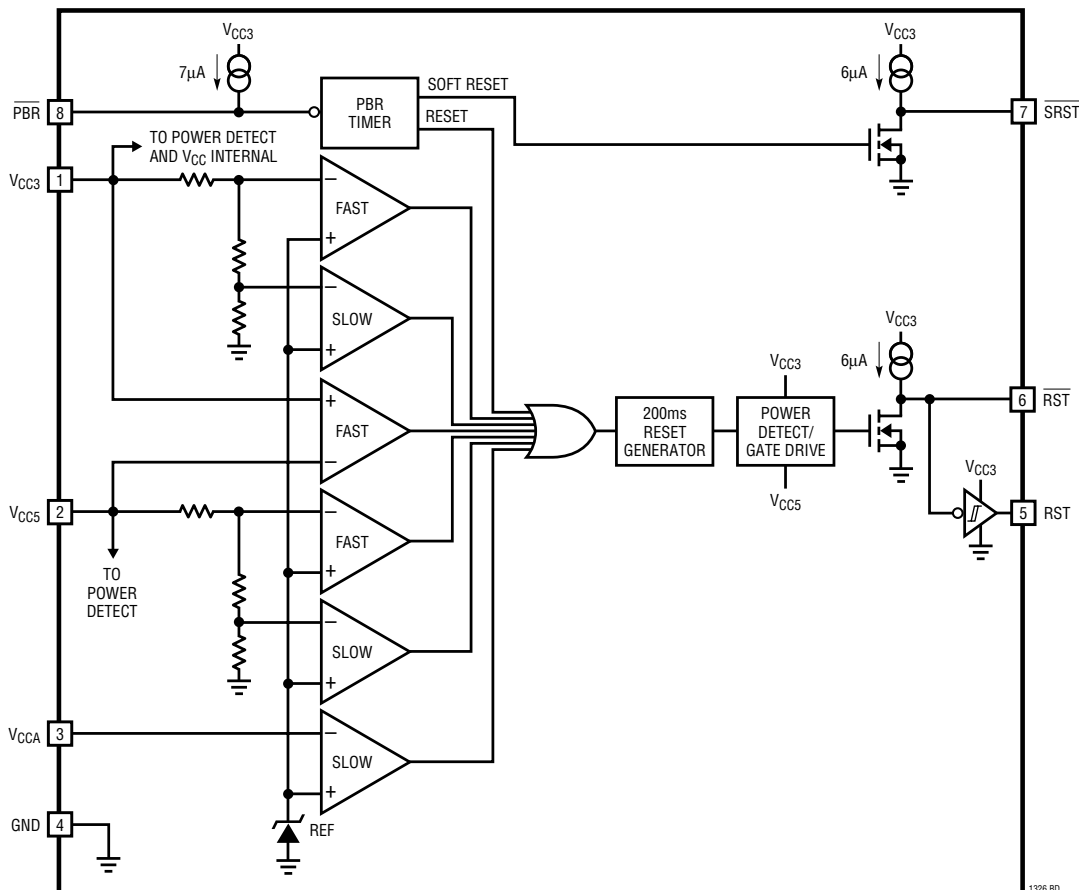 VCC3
7µA
PBR
8
PBR
TIMER
SOFT RESET
RESET
VCC3
6µA
7
SRST
TO POWER DETECT
AND VCC INTERNAL
VCC3
1
−
FAST
+
−
SLOW
+
+
FAST
−
VCC5
2
TO
POWER
DETECT
−
FAST
+
−
SLOW
+
VCCA
3
−
SLOW
+
GND
4
REF
200ms
RESET
GENERATOR
VCC3
POWER
DETECT/
GATE DRIVE
VCC5
VCC3
6µA
6
RST
VCC3
5
RST
1326 BD